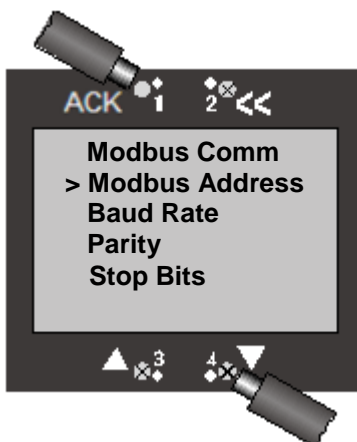 ACK 1 2 <<
Modbus Comm
> Modbus Address
Baud Rate
Parity
Stop Bits
3 4